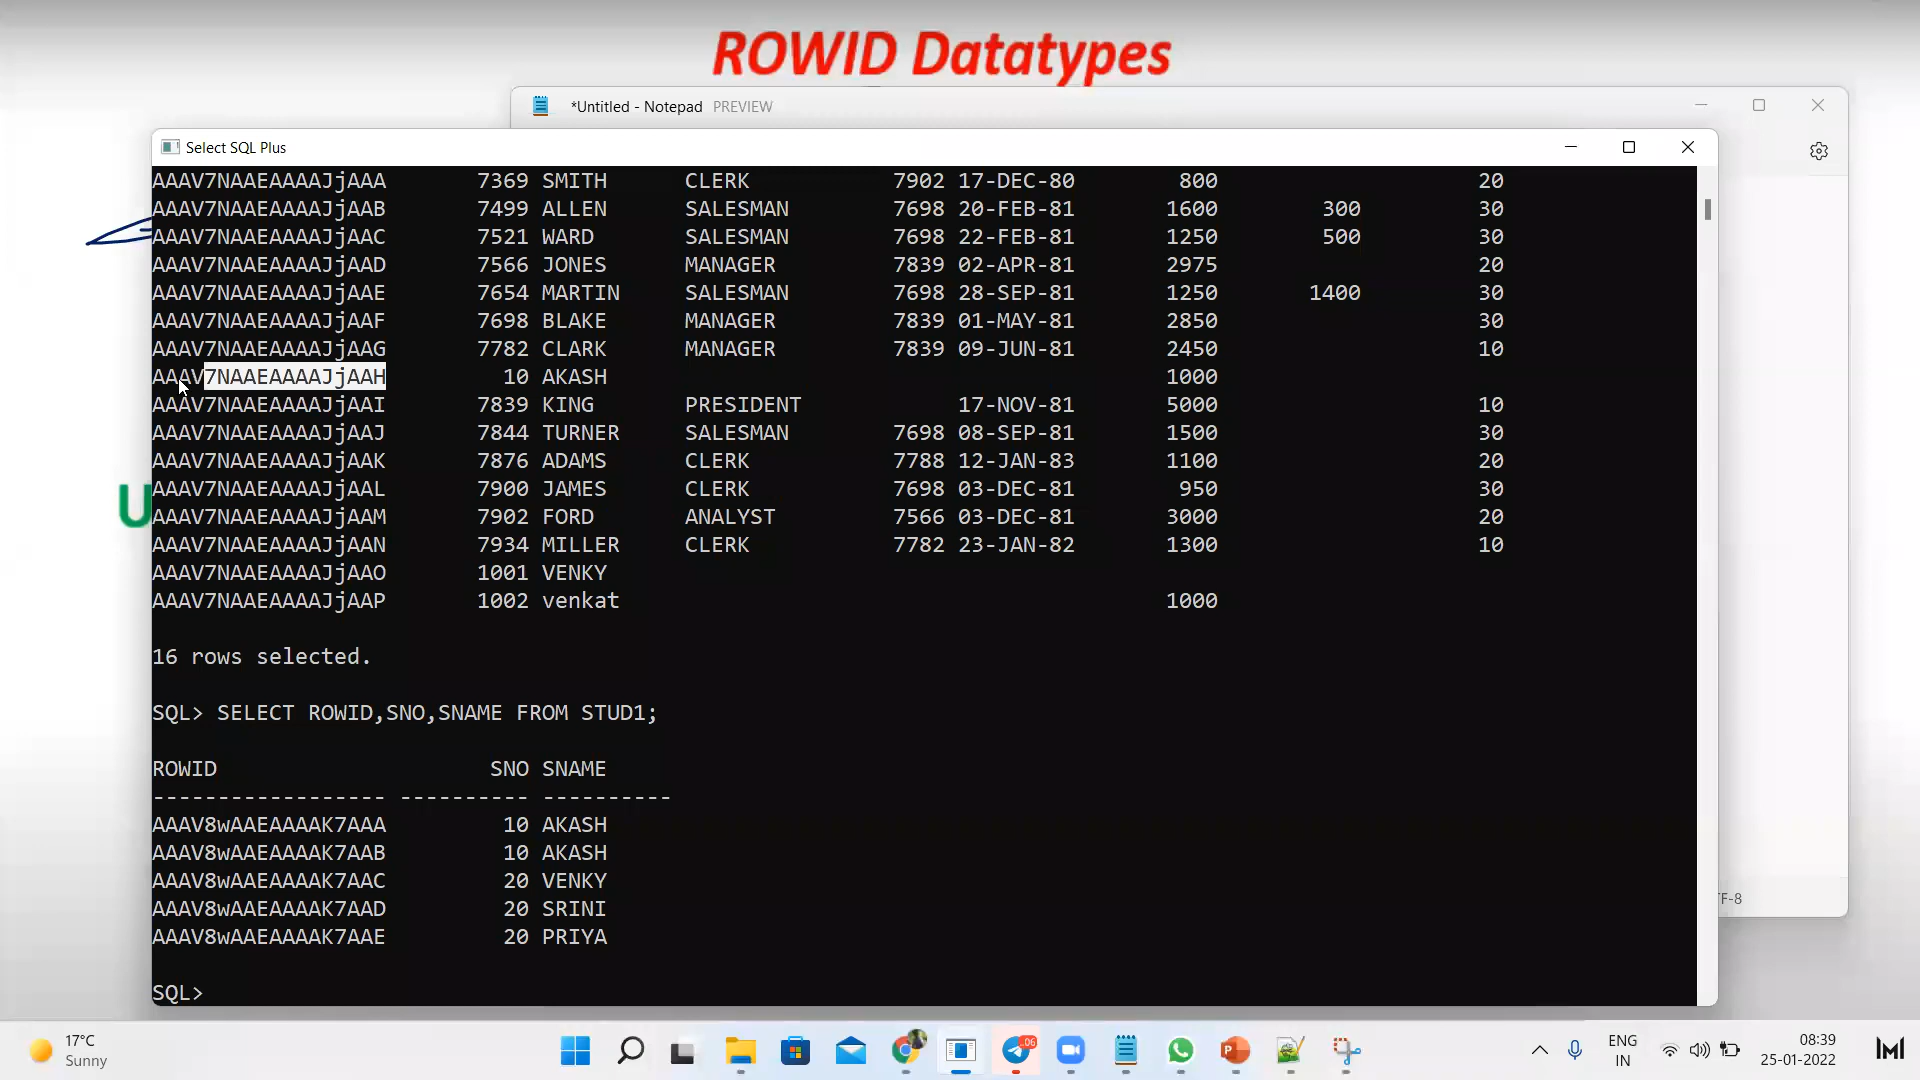 ROWID Datatypes
*Untitled - Notepad PREVIEW
Select SQL Plus
AAAV7NAAEAAAAJjAAA 7369 SMITH CLERK 7902 17-DEC-80 800 20
AAAV7NAAEAAAAJjAAB 7499 ALLEN SALESMAN 7698 20-FEB-81 1600 300 30
AAAV7NAAEAAAAJjAAC 7521 WARD SALESMAN 7698 22-FEB-81 1250 500 30
AAAV7NAAEAAAAJjAAD 7566 JONES MANAGER 7839 02-APR-81 2975 20
AAAV7NAAEAAAAJjAAE 7654 MARTIN SALESMAN 7698 28-SEP-81 1250 1400 30
AAAV7NAAEAAAAJjAAF 7698 BLAKE MANAGER 7839 01-MAY-81 2850 30
AAAV7NAAEAAAAJjAAG 7782 CLARK MANAGER 7839 09-JUN-81 2450 10
AAAV7NAAEAAAAJjAAH 10 AKASH 1000
AAAV7NAAEAAAAJjAAI 7839 KING PRESIDENT 17-NOV-81 5000 10
AAAV7NAAEAAAAJjAAJ 7844 TURNER SALESMAN 7698 08-SEP-81 1500 30
AAAV7NAAEAAAAJjAAK 7876 ADAMS CLERK 7788 12-JAN-83 1100 20
AAAV7NAAEAAAAJjAAL 7900 JAMES CLERK 7698 03-DEC-81 950 30
U
AAAV7NAAEAAAAJjAAM 7902 FORD ANALYST 7566 03-DEC-81 3000 20
AAAV7NAAEAAAAJjAAN 7934 MILLER CLERK 7782 23-JAN-82 1300 10
AAAV7NAAEAAAAJjAAO 1001 VENKY
AAAV7NAAEAAAAJjAAP 1002 venkat 1000
16 rows selected.
SQL> SELECT ROWID,SNO,SNAME FROM STUD1;
ROWID SNO SNAME
------------------ ---------- ----------
AAAV8wAAEAAAAK7AAA 10 AKASH
AAAV8wAAEAAAAK7AAB 10 AKASH
AAAV8wAAEAAAAK7AAC 20 VENKY
AAAV8wAAEAAAAK7AAD 20 SRINI
AAAV8wAAEAAAAK7AAE 20 PRIYA
TF-8
SQL>
17°C
Sunny
.06
ENG
IN
08:39
25-01-2022